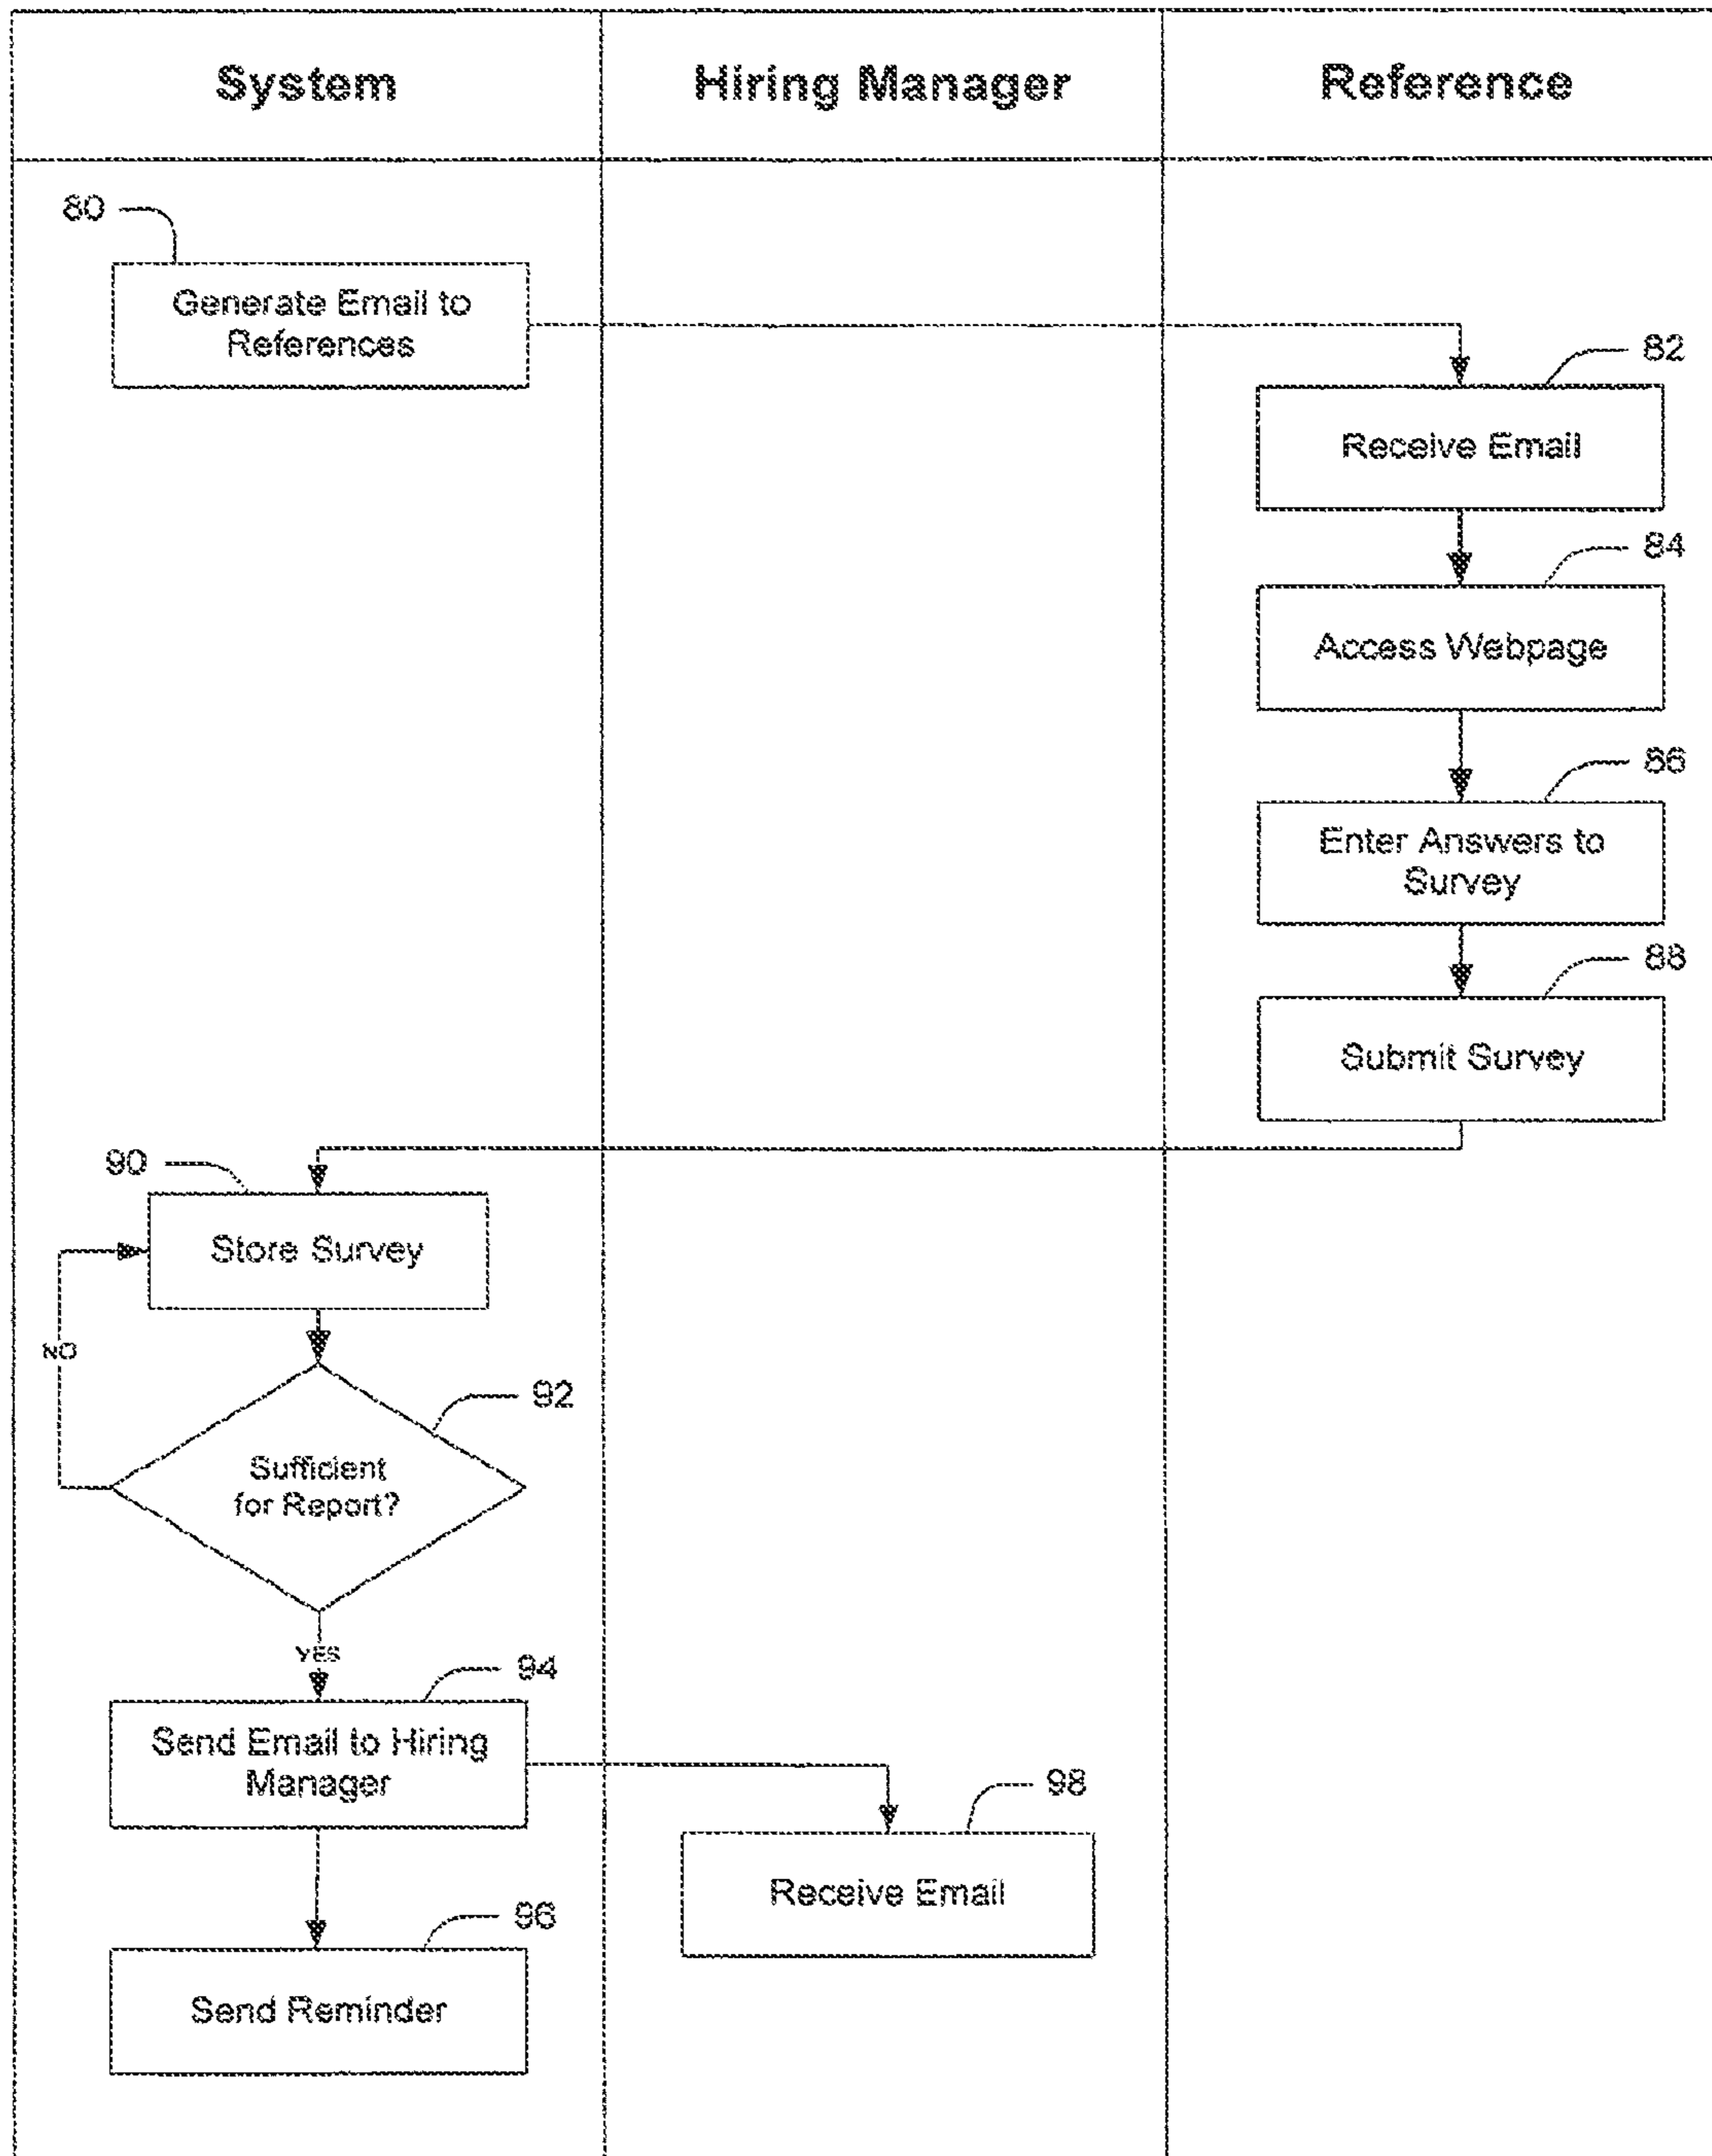 System
Hiring Manager
Reference
80
Generate Email to
References
82
Receive Email
84
Access Webpage
86
Enter Answers to
Survey
88
Submit Survey
90
Store Survey
NO
92
Sufficient
for Report?
YES
94
Send Email to Hiring
Manager
98
Receive Email
96
Send Reminder